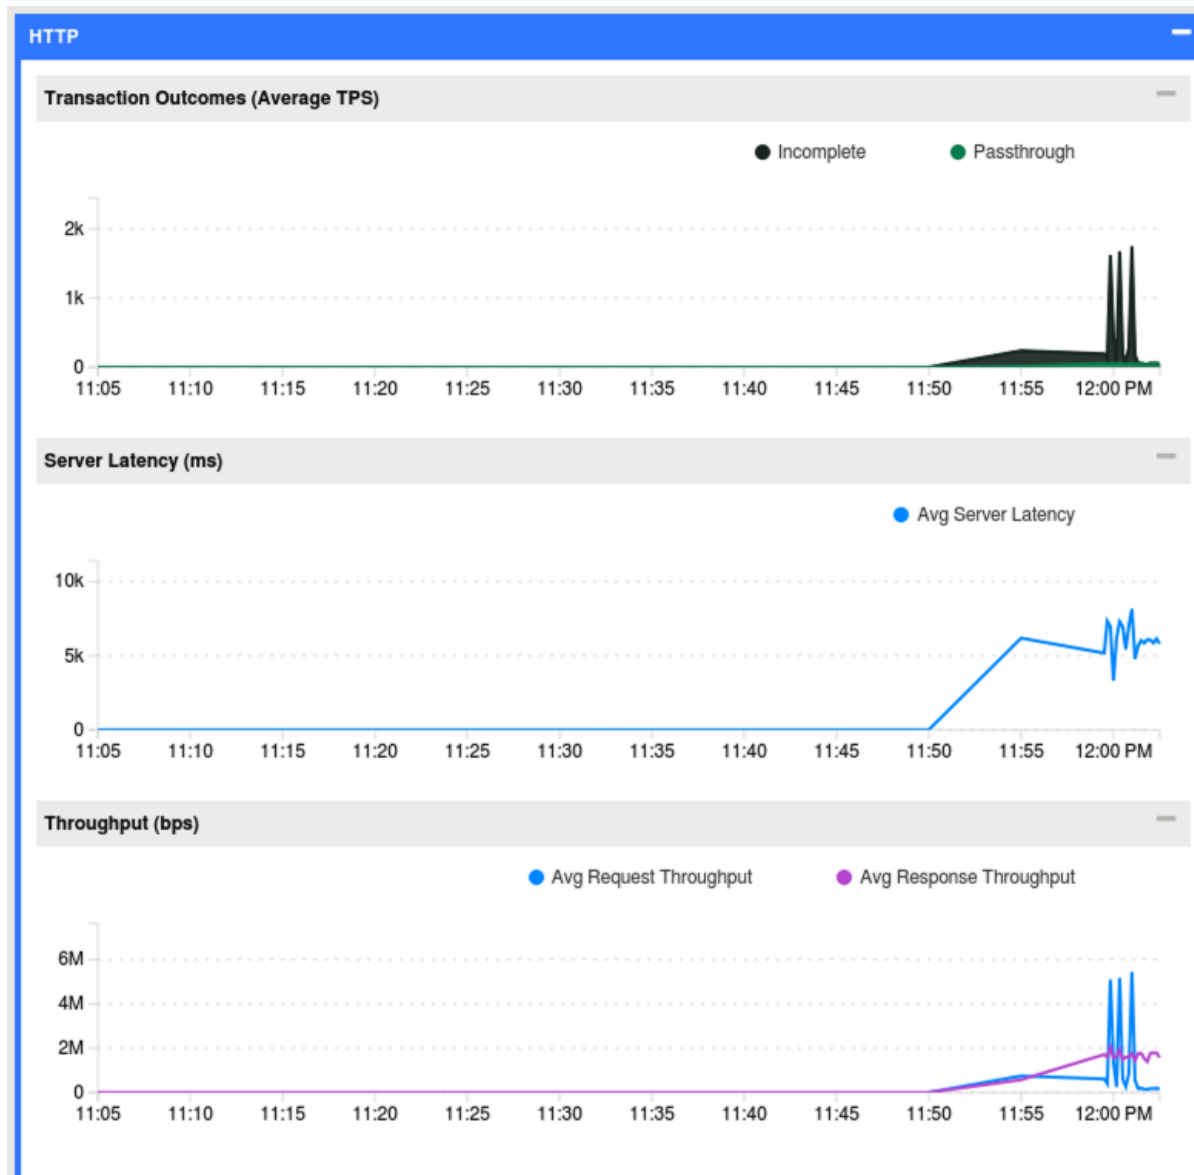 HTTP
Transaction Outcomes (Average TPS)
Incomplete Passthrough
2k
1k
0
11:05 11:10 11:15 11:20 11:25 11:30 11:35 11:40 11:45 11:50 11:55 12:00 PM
Server Latency (ms)
Avg Server Latency
10k
5k
0
11:05 11:10 11:15 11:20 11:25 11:30 11:35 11:40 11:45 11:50 11:55 12:00 PM
Throughput (bps)
Avg Request Throughput Avg Response Throughput
6M
4M
2M
0
11:05 11:10 11:15 11:20 11:25 11:30 11:35 11:40 11:45 11:50 11:55 12:00 PM